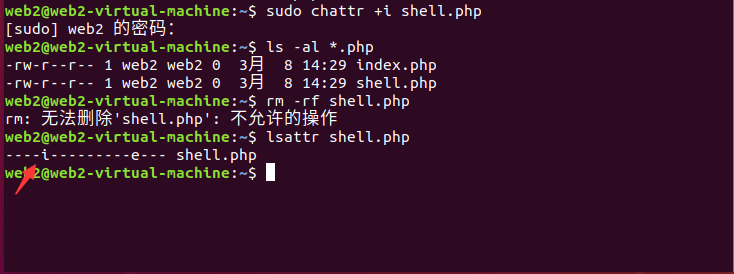 web2@web2-virtual-machine:~$ sudo chattr +i shell.php
[sudo] web2 的密码：
web2@web2-virtual-machine:~$ ls -al *.php
-rw-r--r-- 1 web2 web2 0  3月   8 14:29 index.php
-rw-r--r-- 1 web2 web2 0  3月   8 14:29 shell.php
web2@web2-virtual-machine:~$ rm -rf shell.php
rm: 无法删除'shell.php': 不允许的操作
web2@web2-virtual-machine:~$ lsattr shell.php
----i---------e--- shell.php
web2@web2-virtual-machine:~$